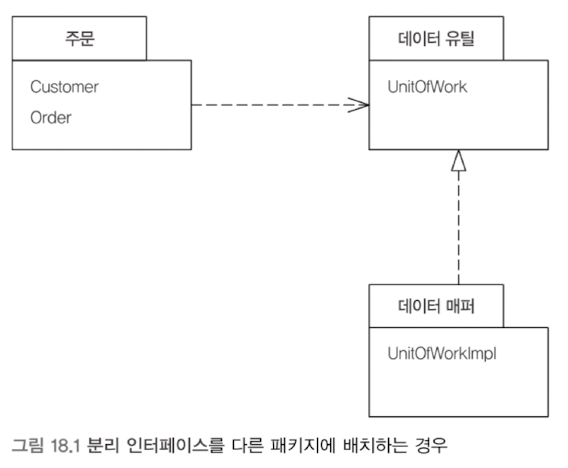 주문
Customer
Order
데이터 유틸
UnitOfWork
데이터 매퍼
UnitOfWorkImpl
그림 18.1 분리 인터페이스를 다른 패키지에 배치하는 경우